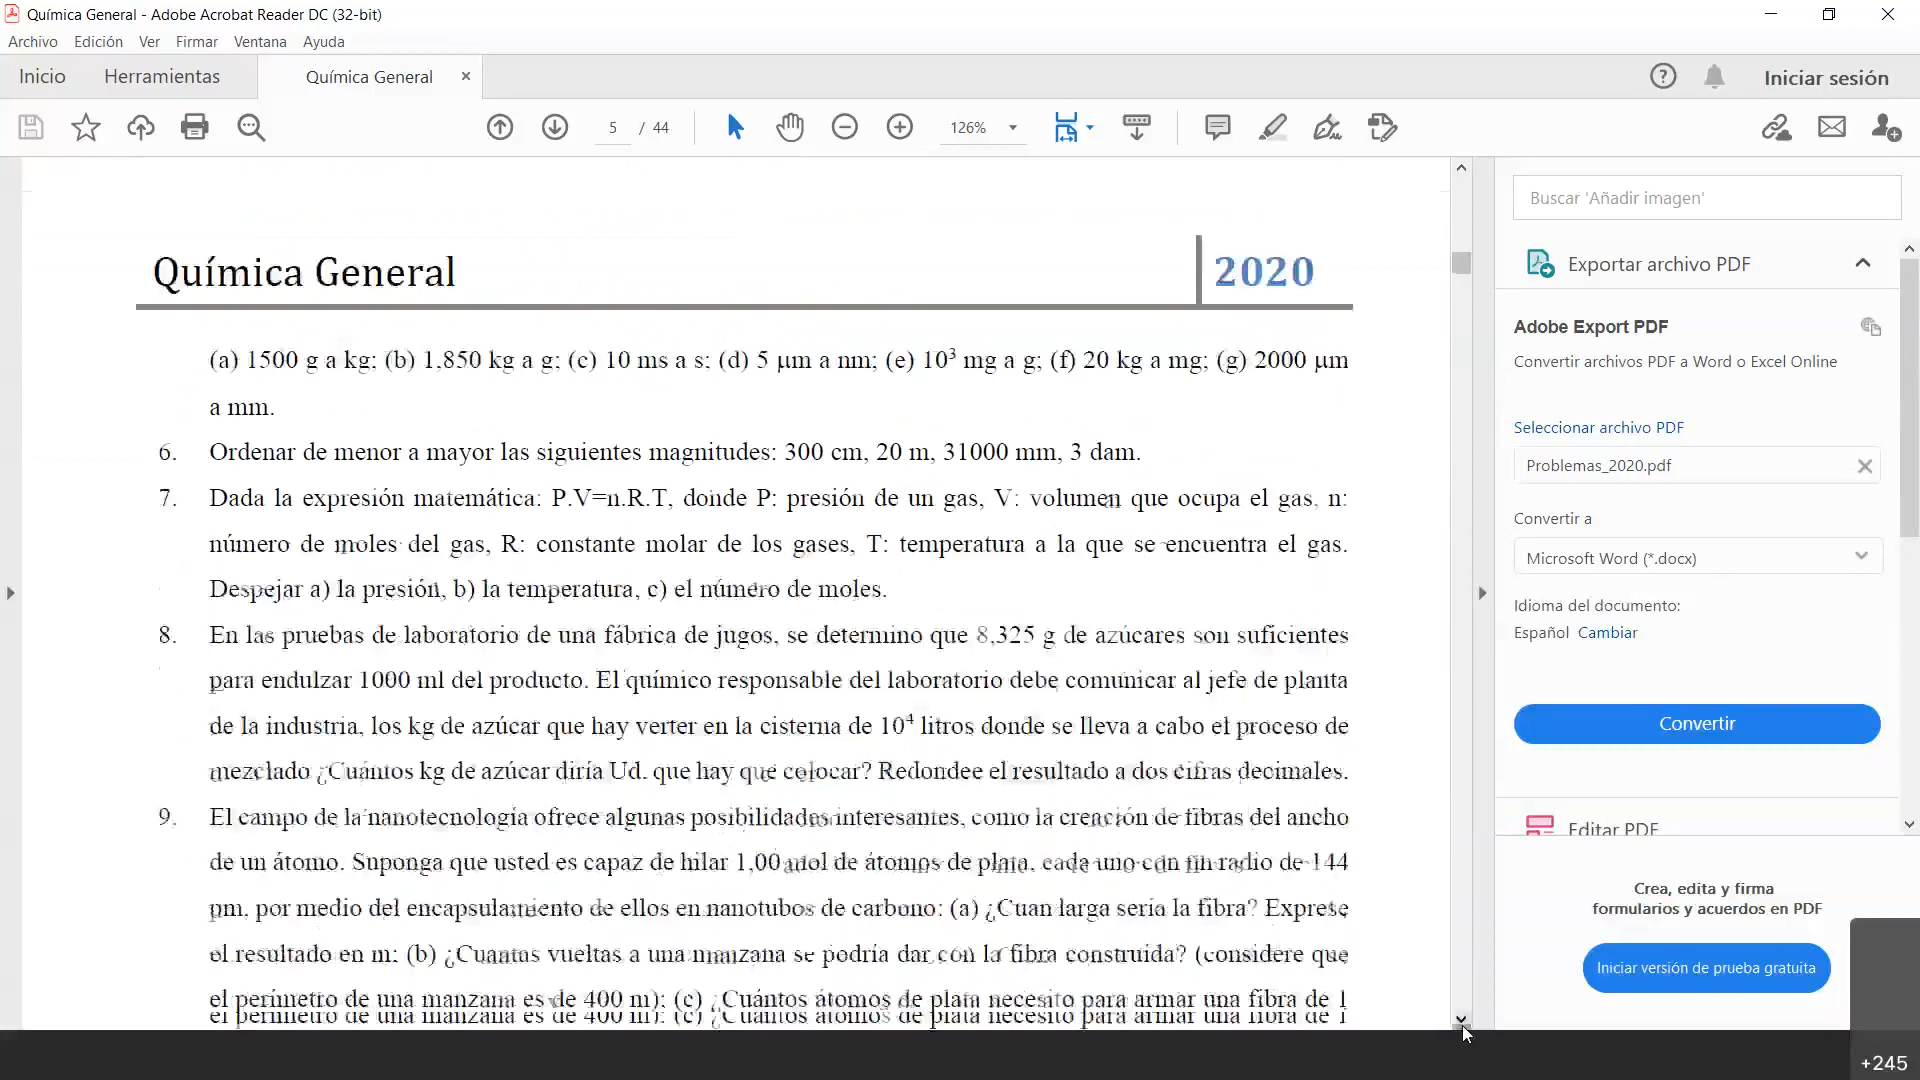 Química General - Adobe Acrobat Reader DC (32-bit)
Archivo Edición Ver Firmar Ventana Ayuda
Inicio Herramientas Química General Iniciar sesión
5 / 44 126%
Buscar 'Añadir imagen'
Química General 2020
Exportar archivo PDF
Adobe Export PDF
Convertir archivos PDF a Word o Excel Online
Seleccionar archivo PDF
Problemas_2020.pdf
Convertir a
Microsoft Word (*.docx)
Idioma del documento:
Español Cambiar
Convertir
Editar PDF
Crea, edita y firma
formularios y acuerdos en PDF
Iniciar versión de prueba gratuita
+245
(a) 1500 g a kg; (b) 1,850 kg a g; (c) 10 ms a s; (d) 5 μm a nm; (e) 10³ mg a g; (f) 20 kg a mg; (g) 2000 μm
a mm.
6. Ordenar de menor a mayor las siguientes magnitudes: 300 cm, 20 m, 31000 mm, 3 dam.
7. Dada la expresión matemática: P.V=n.R.T, donde P: presión de un gas, V: volumen que ocupa el gas, n:
número de moles del gas, R: constante molar de los gases, T: temperatura a la que se encuentra el gas.
Despejar a) la presión, b) la temperatura, c) el número de moles.
8. En las pruebas de laboratorio de una fábrica de jugos, se determino que 8,325 g de azúcares son suficientes
para endulzar 1000 ml del producto. El químico responsable del laboratorio debe comunicar al jefe de planta
de la industria, los kg de azúcar que hay verter en la cisterna de 10⁴ litros donde se lleva a cabo el proceso de
mezclado ¿Cuántos kg de azúcar diría Ud. que hay que colocar? Redondee el resultado a dos cifras decimales.
9. El campo de la nanotecnología ofrece algunas posibilidades interesantes, como la creación de fibras del ancho
de un átomo. Suponga que usted es capaz de hilar 1,00 mol de átomos de plata, cada uno con un radio de 144
pm, por medio del encapsulamiento de ellos en nanotubos de carbono: (a) ¿Cuan larga sería la fibra? Exprese
el resultado en m; (b) ¿Cuantas vueltas a una manzana se podría dar con la fibra construida? (considere que
el perímetro de una manzana es de 400 m); (c) ¿Cuántos átomos de plata necesito para armar una fibra de 1